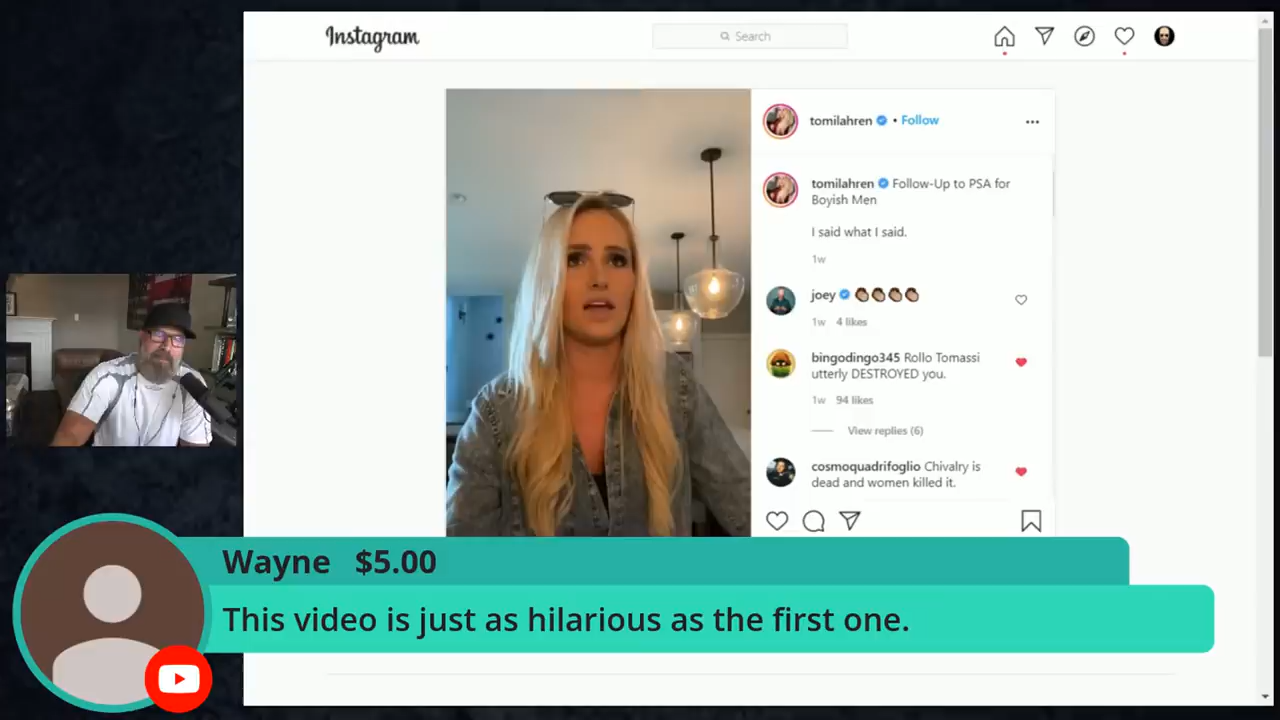 Instagram
Search
tomilahren • Follow
tomilahren Follow-Up to PSA for
Boyish Men
I said what I said.
1w
joey 👏🏽👏🏽👏🏽👏🏽
1w 4 likes
bingodingo345 Rollo Tomassi
utterly DESTROYED you.
1w 94 likes
View replies (6)
cosmoquadrifoglio Chivalry is
dead and women killed it.
Wayne $5.00
This video is just as hilarious as the first one.